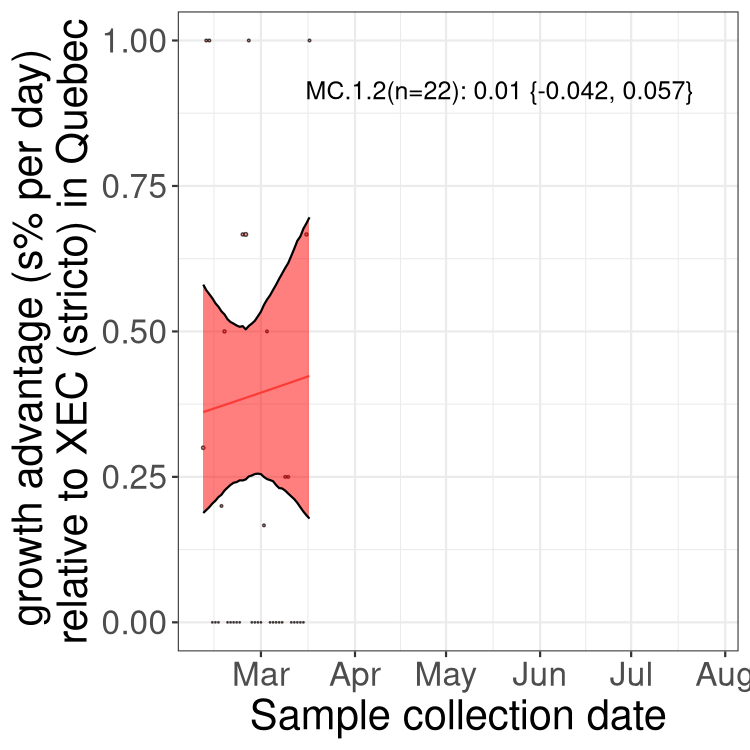 growth advantage (s% per day)
relative to XEC (stricto) in Quebec
1.00
0.75
0.50
0.25
0.00
MC.1.2(n=22): 0.01 {-0.042, 0.057}
Mar Apr May Jun Jul Aug
Sample collection date